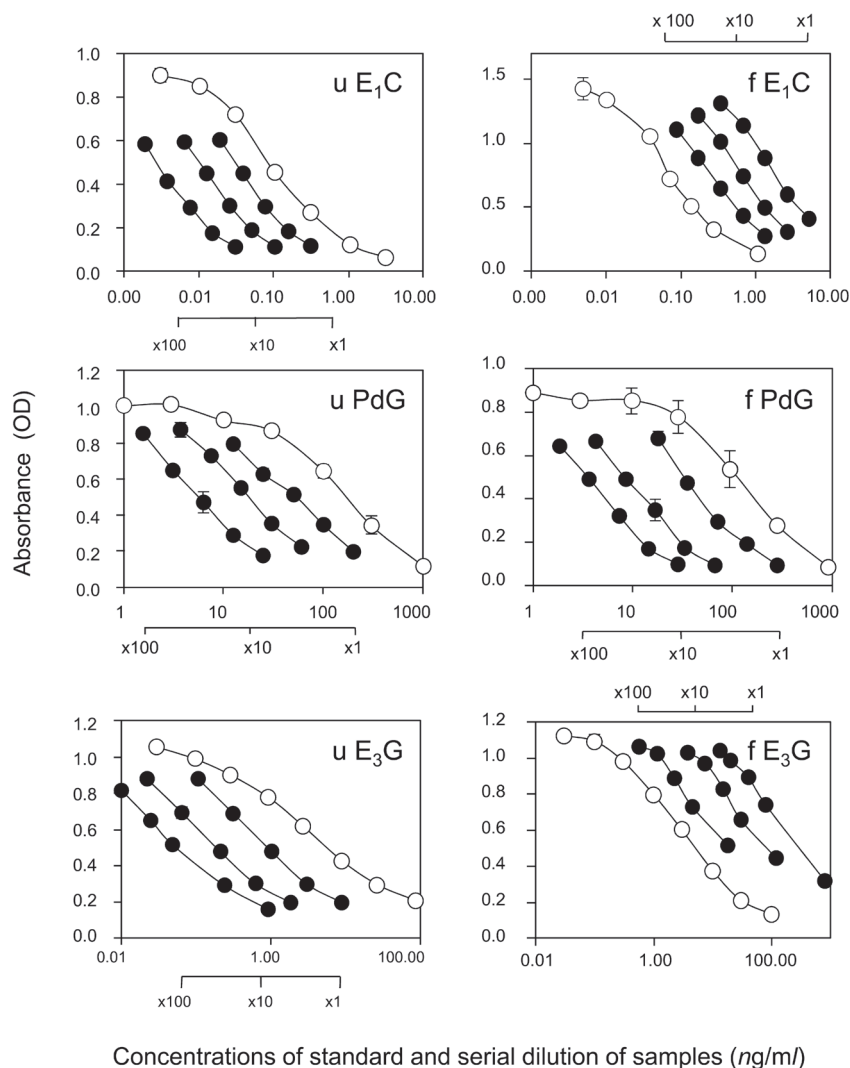 x 100 x10 x1
u E1C
1.0
0.8
0.6
0.4
0.2
0.0
0.00 0.01 0.10 1.00 10.00
x100 x10 x1
f E1C
1.5
1.0
0.5
0.0
0.00 0.01 0.10 1.00 10.00
Absorbance (OD)
u PdG
1.2
1.0
0.8
0.6
0.4
0.2
0.0
1 10 100 1000
x100 x10 x1
f PdG
1.0
0.8
0.6
0.4
0.2
0.0
1 10 100 1000
x100 x10 x1
u E3G
1.2
1.0
0.8
0.6
0.4
0.2
0.0
0.01 1.00 100.00
x100 x10 x1
x100 x10 x1
f E3G
1.2
1.0
0.8
0.6
0.4
0.2
0.0
0.01 1.00 100.00
Concentrations of standard and serial dilution of samples (ng/ml)